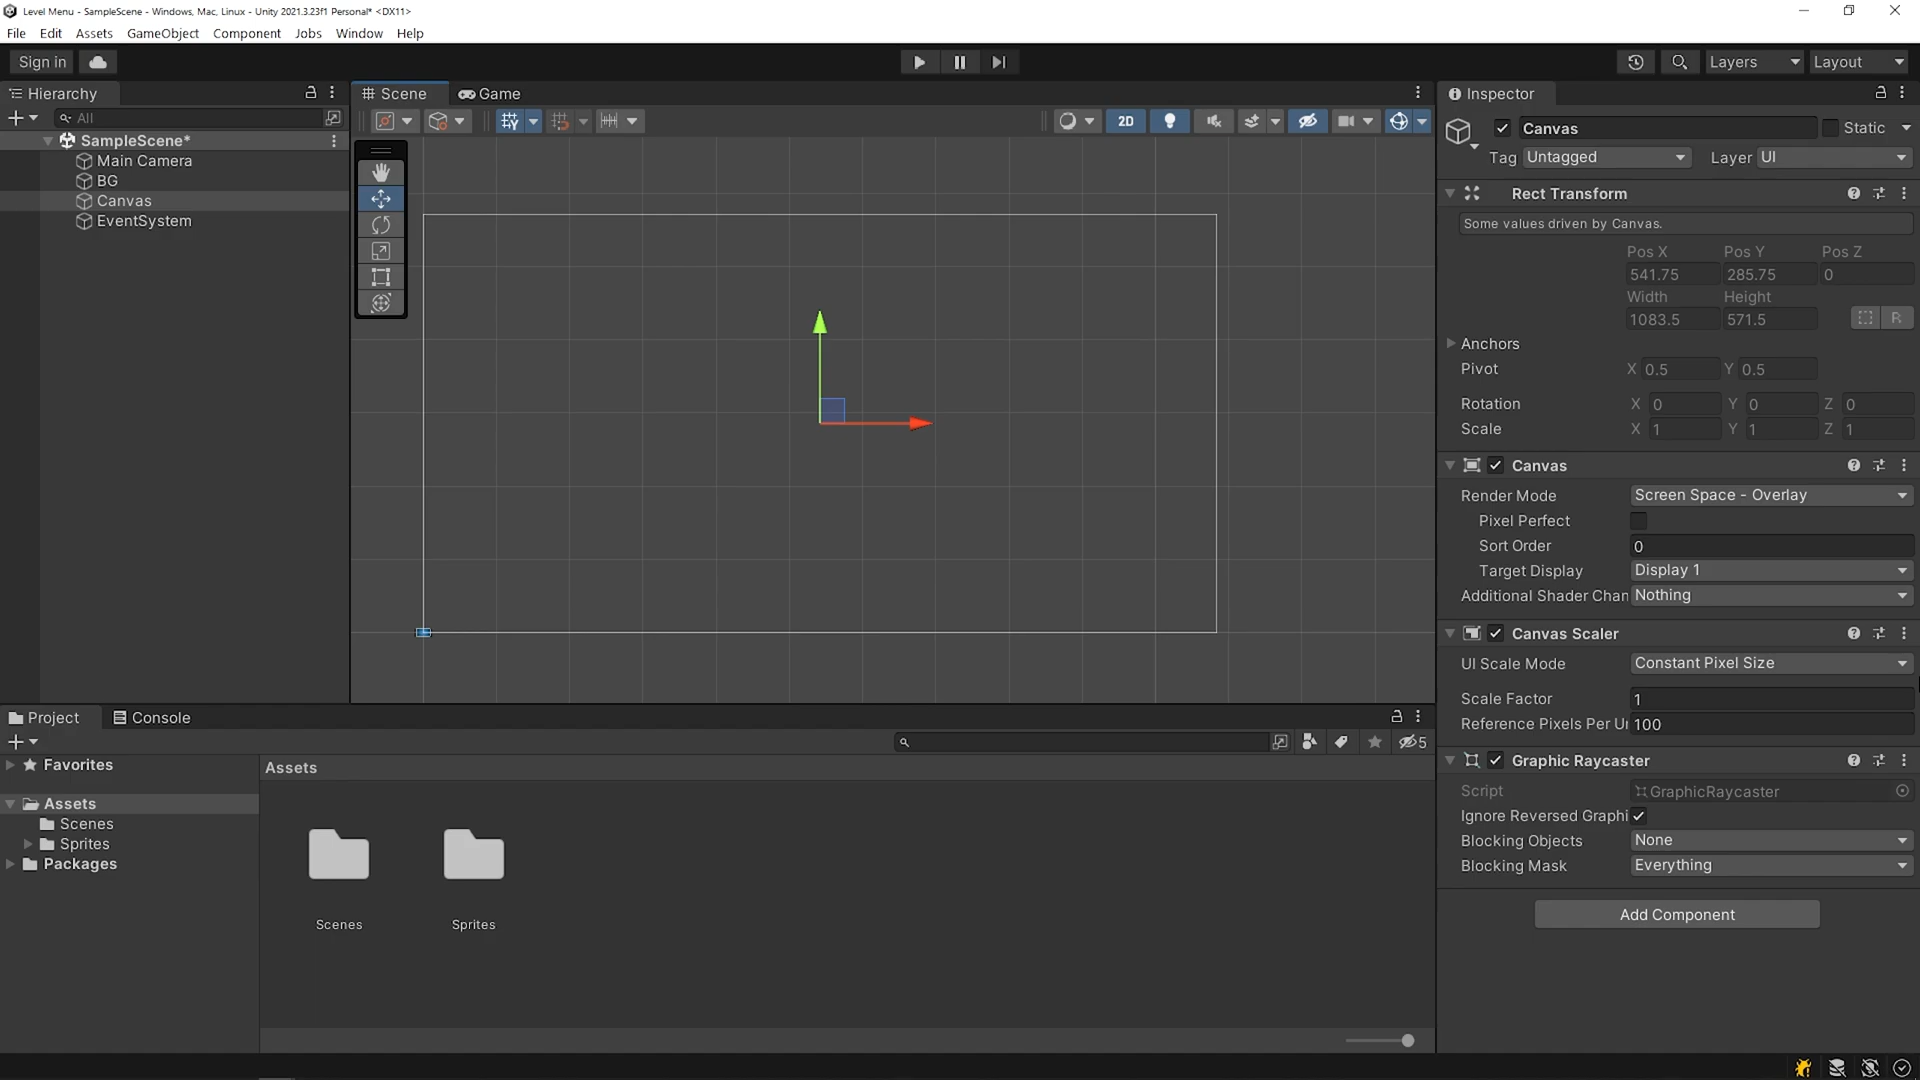 Level Menu - SampleScene - Windows, Mac, Linux - Unity 2021.3.23f1 Personal* <DX11>
File Edit Assets GameObject Component Jobs Window Help
Sign in Layers Layout
Hierarchy
All
SampleScene*
Main Camera
BG
Canvas
EventSystem
Scene Game
2D
Inspector
Canvas Static
Tag Untagged Layer UI
Rect Transform
Some values driven by Canvas.
Pos X Pos Y Pos Z
541.75 285.75 0
Width Height
1083.5 571.5 R
Anchors
Pivot X 0.5 Y 0.5
Rotation X 0 Y 0 Z 0
Scale X 1 Y 1 Z 1
Canvas
Render Mode Screen Space - Overlay
Pixel Perfect
Sort Order 0
Target Display Display 1
Additional Shader Chan Nothing
Canvas Scaler
UI Scale Mode Constant Pixel Size
Scale Factor 1
Reference Pixels Per Ur 100
Graphic Raycaster
Script GraphicRaycaster
Ignore Reversed Graphi
Blocking Objects None
Blocking Mask Everything
Add Component
Project Console
5
Favorites
Assets
Scenes
Sprites
Packages
Assets
Scenes Sprites